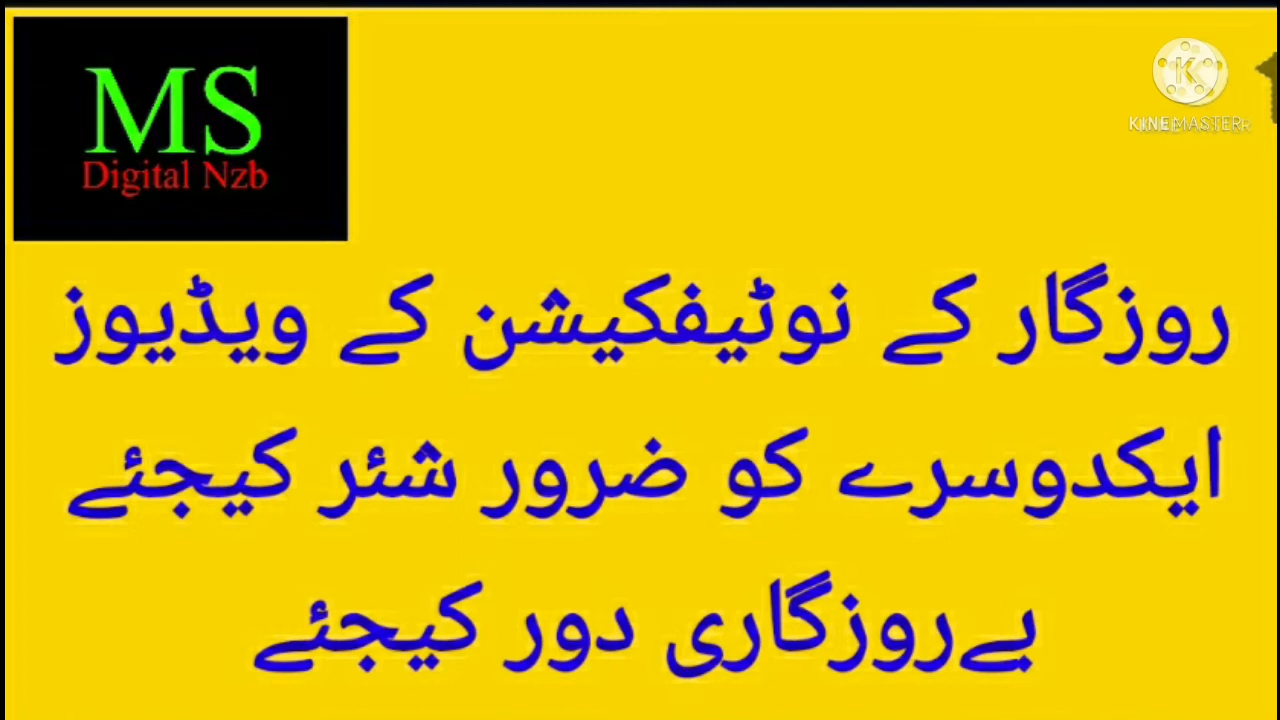 MS
Digital Nzb
KINEMASTER
روزگار کے نوٹیفکیشن کے ویڈیوز
ایکدوسرے کو ضرور شئر کیجئے
بےروزگاری دور کیجئے